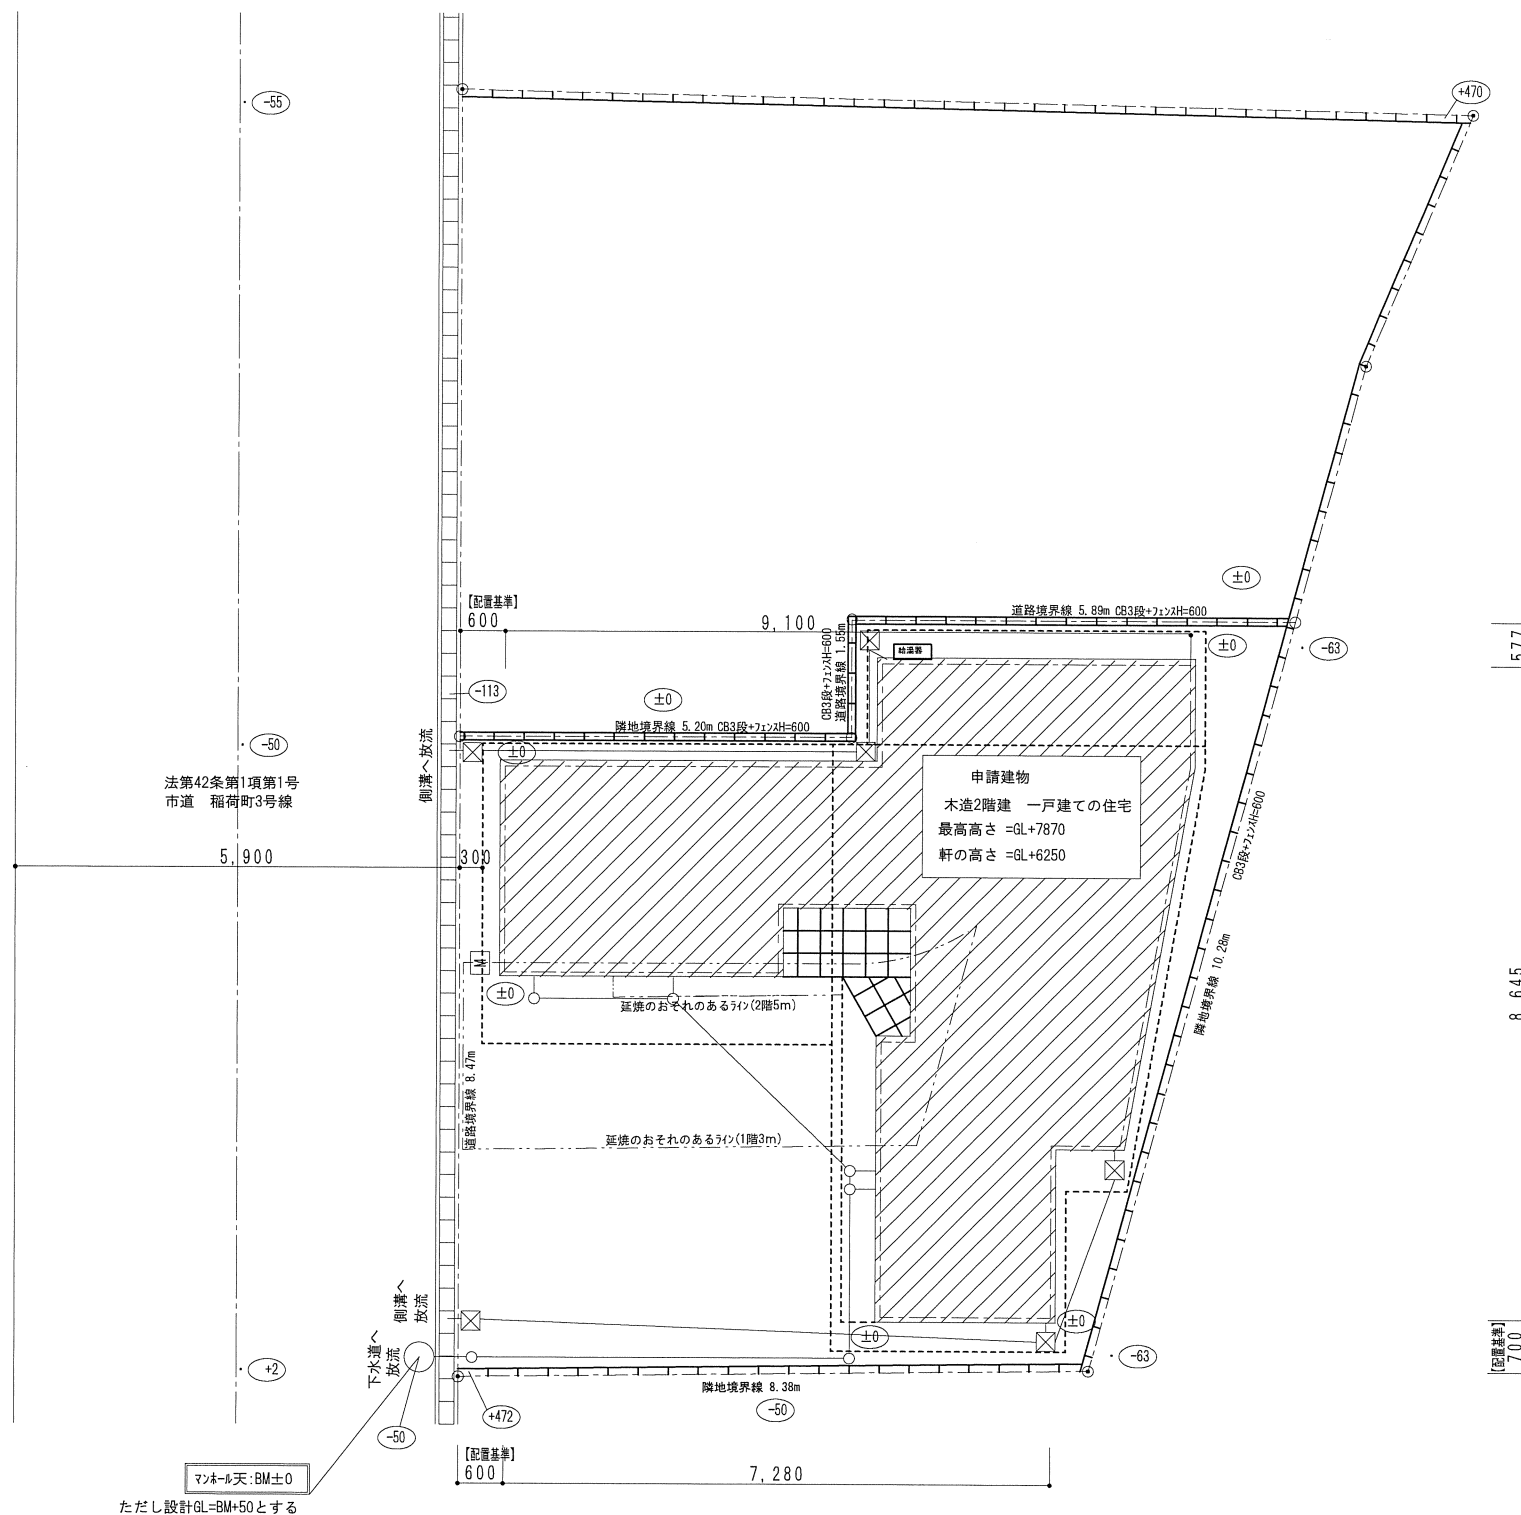 -55
+470
±0
【配置基準】
600
9,100
道路境界線 5.89m CB3段+フェンスH=600
CB3段+フェンスH=600
道路境界線 1.55m
給湯器
±0
-63
577
-113
±0
隣地境界線 5.20m CB3段+フェンスH=600
-50
側溝へ放流
±0
法第42条第1項第1号
市道 稲荷町3号線
申請建物
木造2階建 一戸建ての住宅
最高高さ =GL+7870
軒の高さ =GL+6250
5,900
300
CB3段+フェンスH=600
隣地境界線 10.28m
M
±0
延焼のおそれのあるライン(2階5m)
8,645
道路境界線 8.47m
延焼のおそれのあるライン(1階3m)
側溝へ
放流
下水道へ
放流
±0
±0
-63
+2
【配置基準】
700
隣地境界線 8.38m
-50
+472
-50
【配置基準】
600
7,280
マンホール天:BM±0
ただし設計GL=BM+50とする